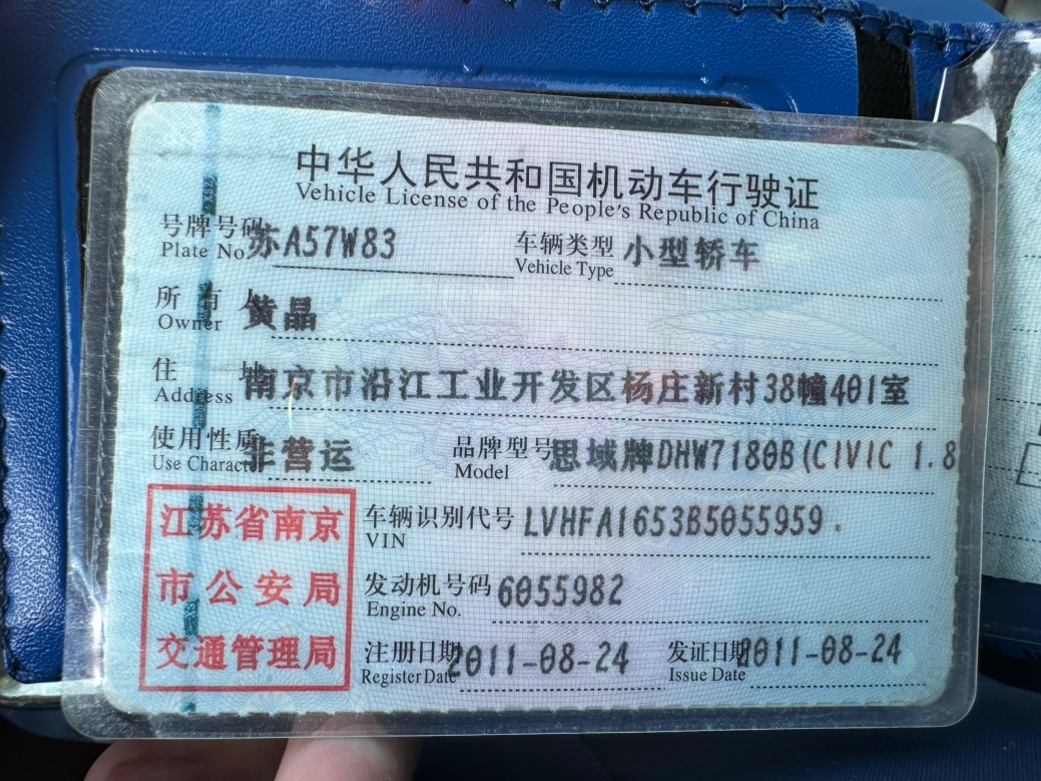 中华人民共和国机动车行驶证
Vehicle License of the People's Republic of China
号牌号码 苏A57W83 车辆类型 小型轿车
Plate No. Vehicle Type
所有人 黄晶
Owner
住址 南京市沿江工业开发区杨庄新村38幢401室
Address
使用性质 非营运 品牌型号 思域牌DHW7180B(CIVIC 1.8
Use Character Model
江苏省南京
市公安局
交通管理局
车辆识别代号 LVHFA1653B5055959
VIN
发动机号码 6055982
Engine No.
注册日期 2011-08-24 发证日期 2011-08-24
Register Date Issue Date